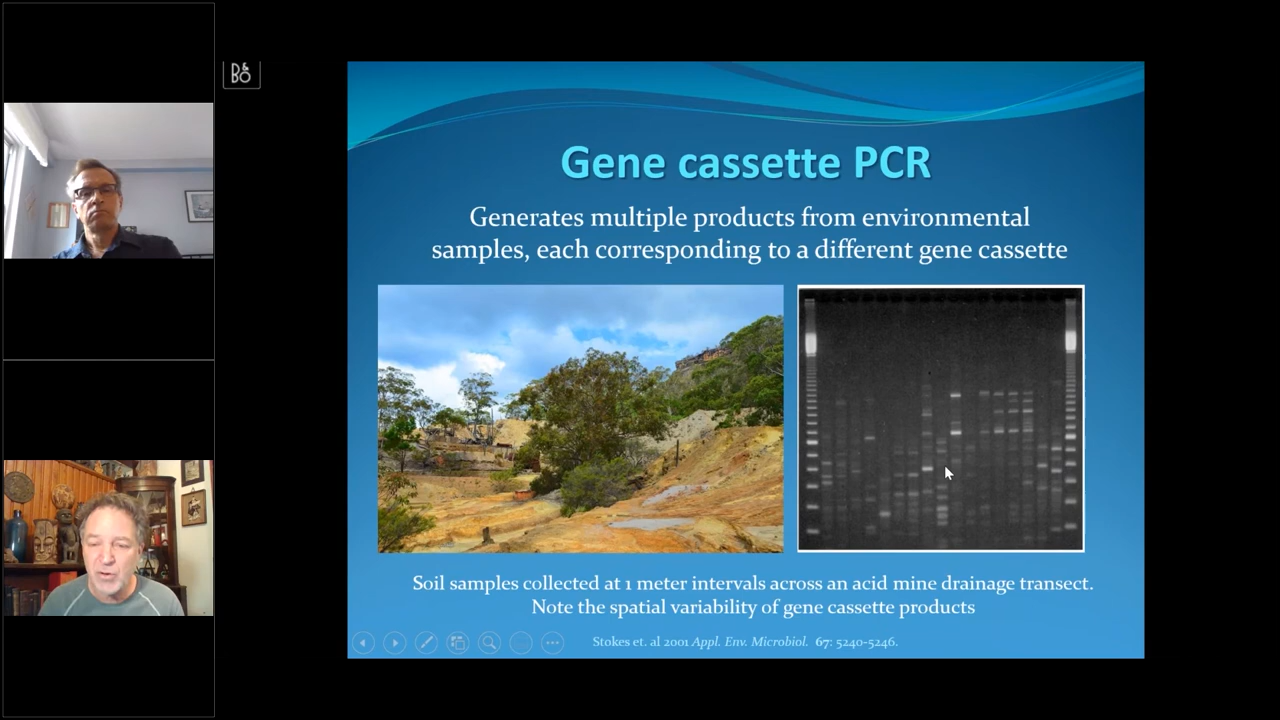 B&O
Gene cassette PCR
Generates multiple products from environmental
samples, each corresponding to a different gene cassette
Soil samples collected at 1 meter intervals across an acid mine drainage transect.
Note the spatial variability of gene cassette products
Stokes et. al 2001 Appl. Env. Microbiol. 67: 5240-5246.